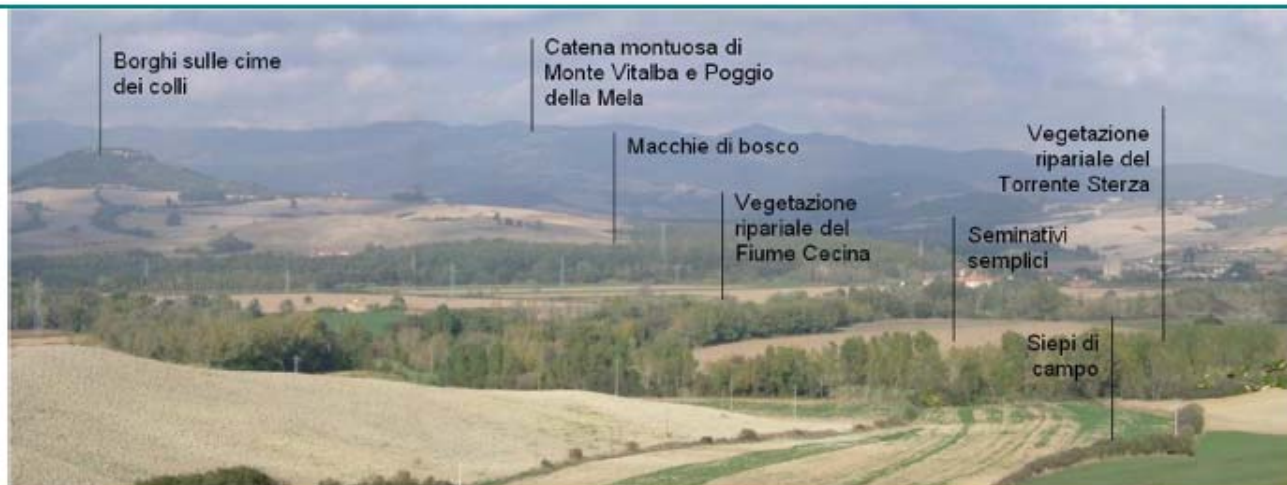 Borghi sulle cime
dei colli
Catena montuosa di
Monte Vitalba e Poggio
della Mela
Macchie di bosco
Vegetazione
ripariale del
Fiume Cecina
Seminativi
semplici
Vegetazione
ripariale del
Torrente Sterza
Siepi di
campo